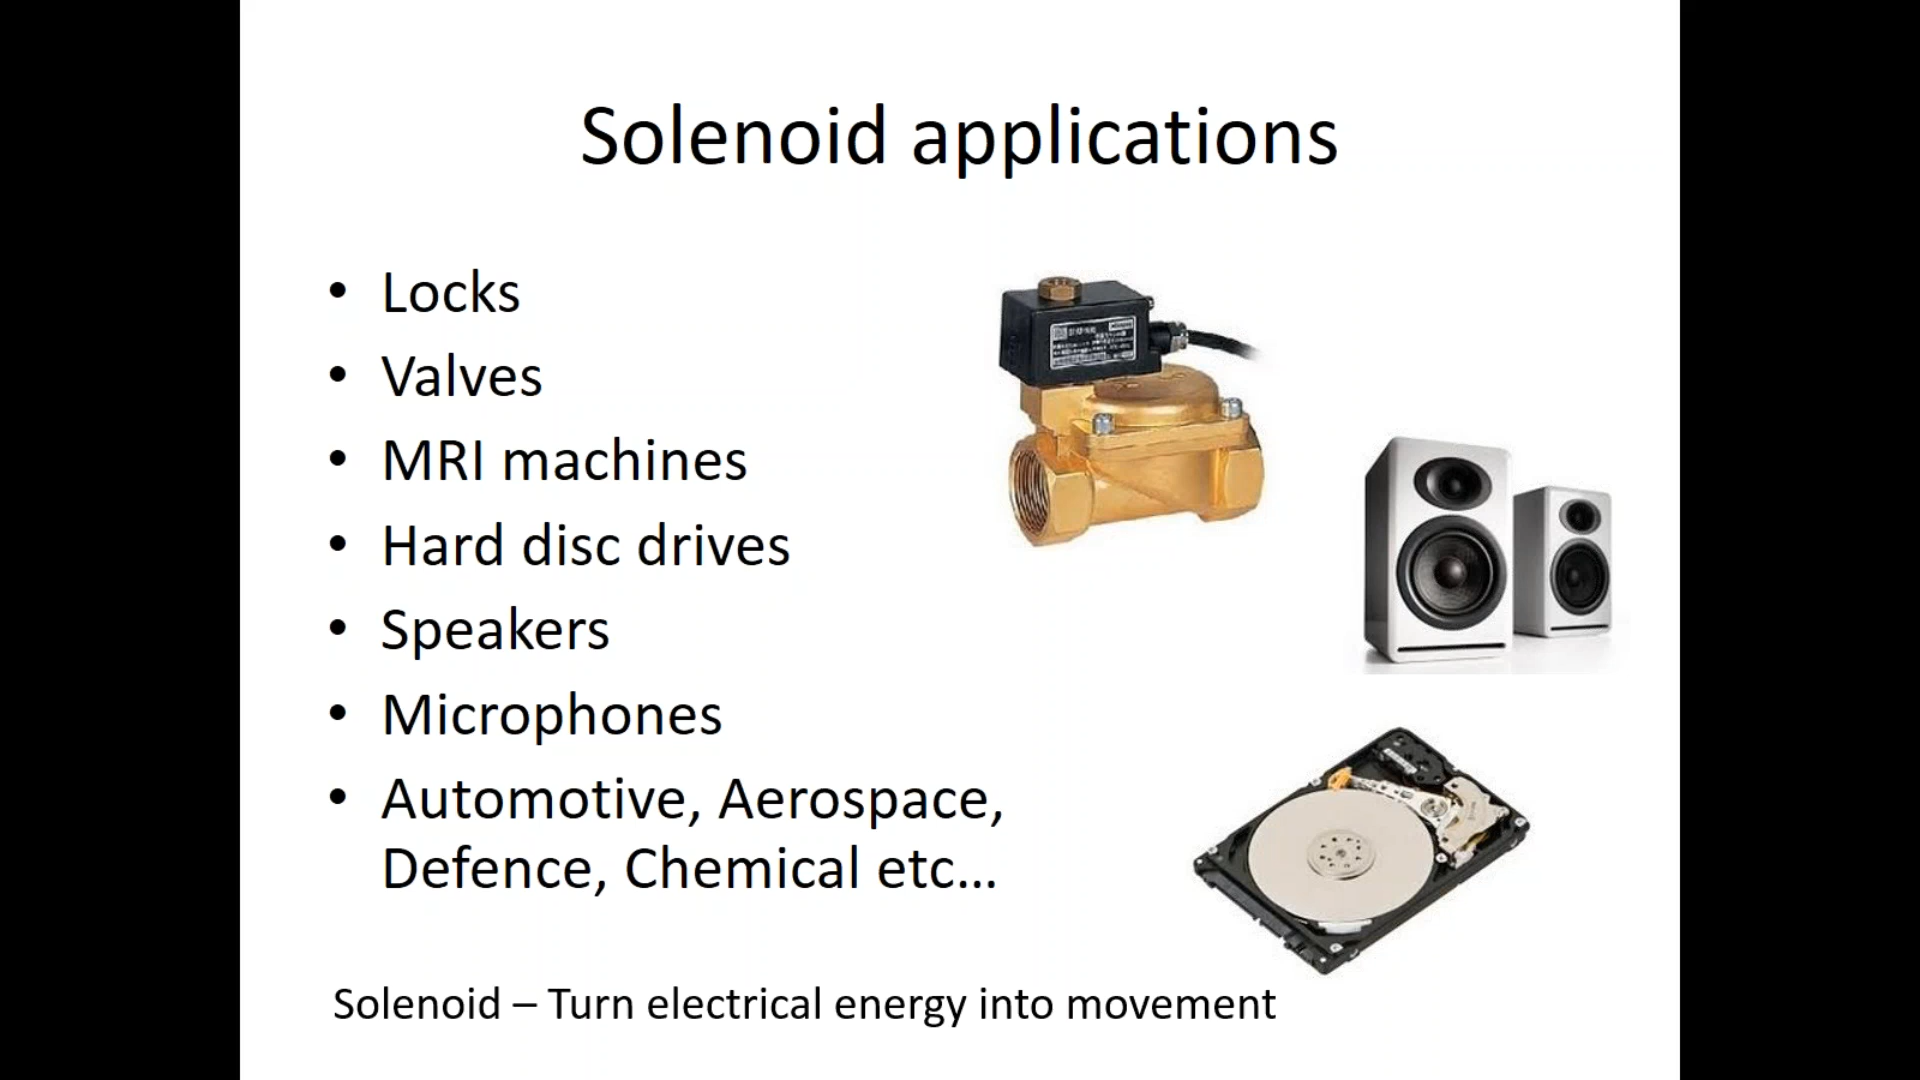 Solenoid applications
• Locks
• Valves
• MRI machines
• Hard disc drives
• Speakers
• Microphones
• Automotive, Aerospace,
Defence, Chemical etc…
Solenoid – Turn electrical energy into movement